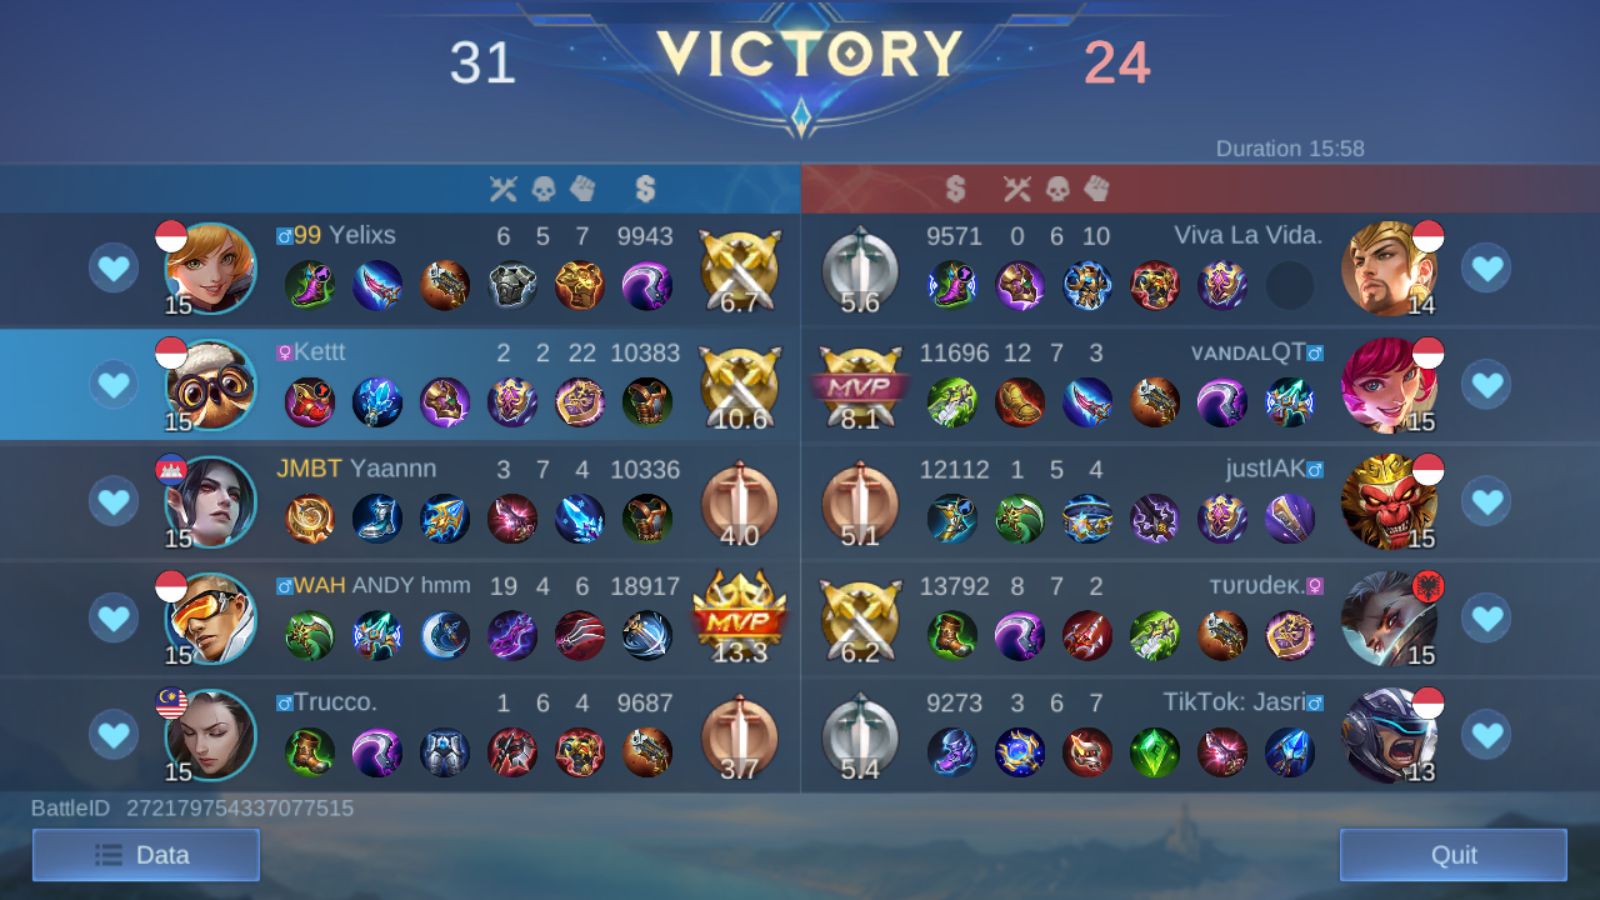 31 VICTORY 24
Duration 15:58
99 Yelixs 6 5 7 9943
15 6.7
5.6 9571 0 6 10 Viva La Vida.
14
Kettt 2 2 22 10383
15 10.6
MVP 8.1 11696 12 7 3 VANDALQT
15
JMBT Yaannn 3 7 4 10336
15 4.0
5.1 12112 1 5 4 justIAK
15
WAH ANDY hmm 19 4 6 18917
15 MVP 13.3
6.2 13792 8 7 2 τυrυdeκ.
15
Trucco. 1 6 4 9687
15 3.7
5.4 9273 3 6 7 TikTok: Jasri
13
BattleID 272179754337077515
Data
Quit